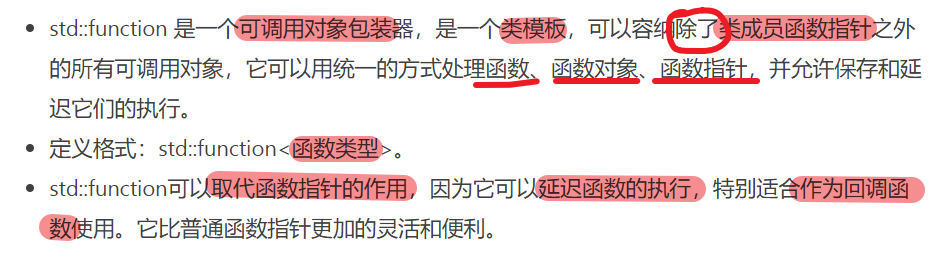 • std::function 是一个可调用对象包装器，是一个类模板，可以容纳除了类成员函数指针之外
的所有可调用对象，它可以用统一的方式处理函数、函数对象、函数指针，并允许保存和延
迟它们的执行。
• 定义格式：std::function<函数类型>。
• std::function可以取代函数指针的作用，因为它可以延迟函数的执行，特别适合作为回调函
数使用。它比普通函数指针更加的灵活和便利。